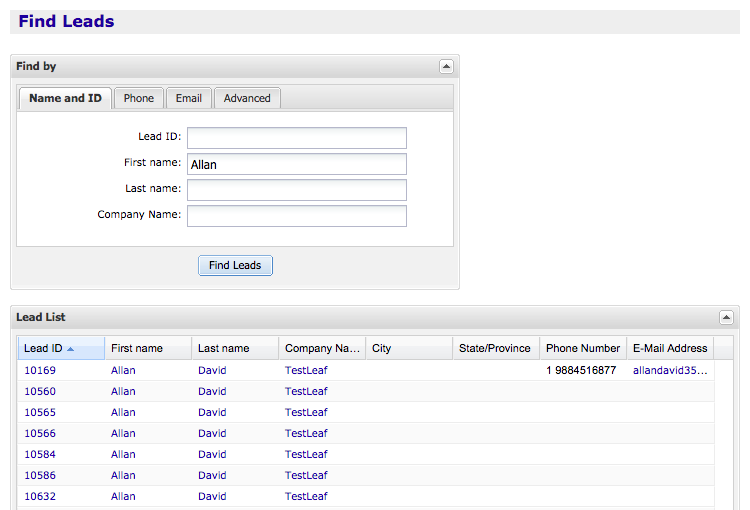 Find Leads
Find by
Name and ID Phone Email Advanced
Lead ID:
First name: Allan
Last name:
Company Name:
Find Leads
Lead List
Lead ID First name Last name Company Na... City State/Province Phone Number E-Mail Address
10169 Allan David TestLeaf 1 9884516877 allandavid35...
10560 Allan David TestLeaf
10565 Allan David TestLeaf
10566 Allan David TestLeaf
10584 Allan David TestLeaf
10586 Allan David TestLeaf
10632 Allan David TestLeaf